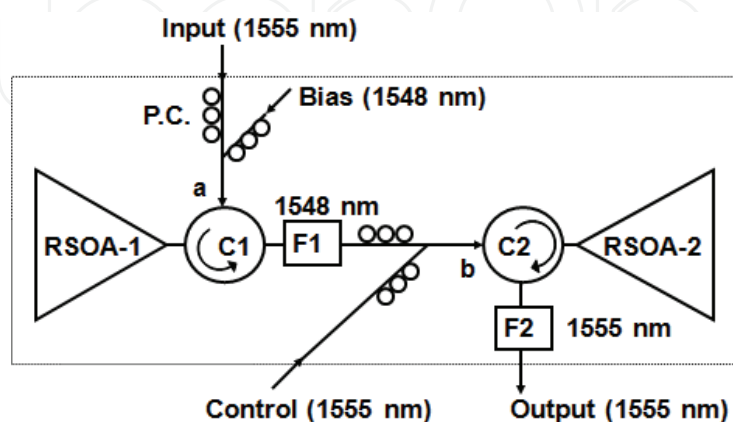 Input (1555 nm)
Bias (1548 nm)
P.C.
a
1548 nm
RSOA-1
C1
F1
b
C2
RSOA-2
F2
1555 nm
Control (1555 nm)
Output (1555 nm)